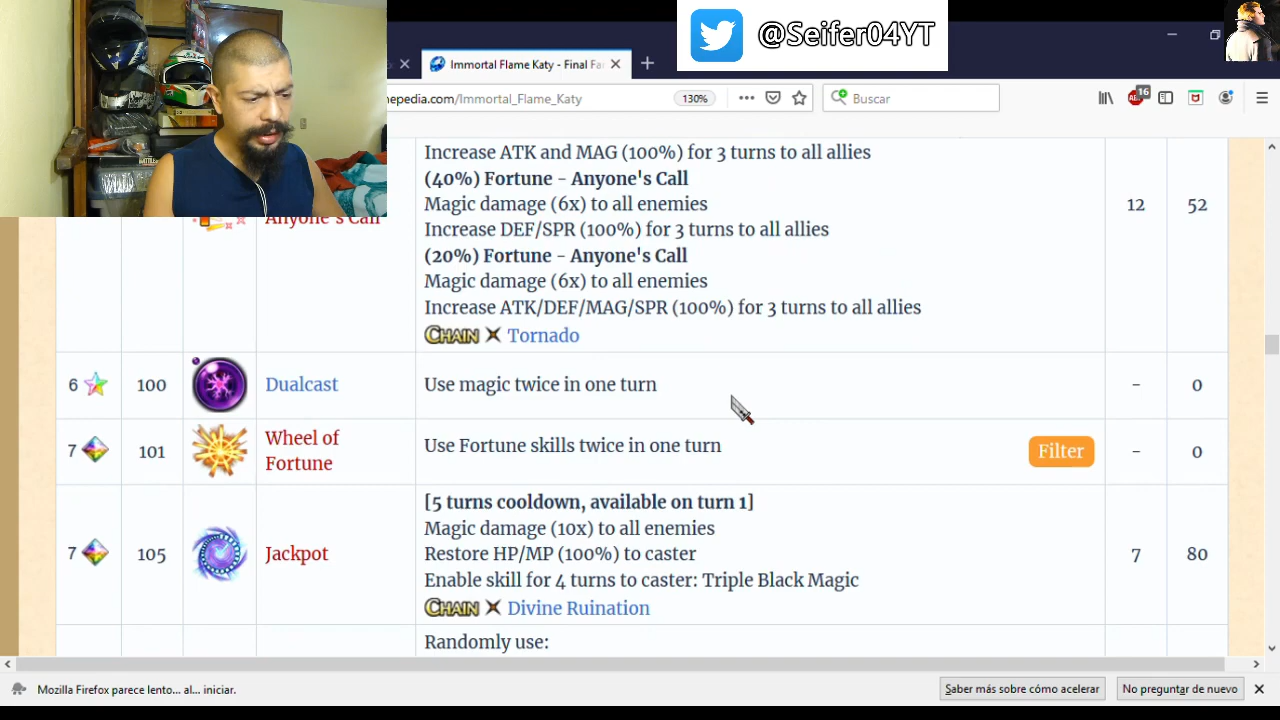 @Seifer04YT
Immortal Flame Katy - Final Fa
nepedia.com/Immortal_Flame_Katy
130%
Buscar
16
Increase ATK and MAG (100%) for 3 turns to all allies
(40%) Fortune - Anyone's Call
Magic damage (6x) to all enemies
Increase DEF/SPR (100%) for 3 turns to all allies
(20%) Fortune - Anyone's Call
Magic damage (6x) to all enemies
Increase ATK/DEF/MAG/SPR (100%) for 3 turns to all allies
CHAIN Tornado
Anyone's Call
12 52
6 100 Dualcast Use magic twice in one turn - 0
7 101 Wheel of Fortune Use Fortune skills twice in one turn Filter - 0
[5 turns cooldown, available on turn 1]
Magic damage (10x) to all enemies
7 105 Jackpot Restore HP/MP (100%) to caster 7 80
Enable skill for 4 turns to caster: Triple Black Magic
CHAIN Divine Ruination
Randomly use:
Mozilla Firefox parece lento... al... iniciar.
Saber más sobre cómo acelerar
No preguntar de nuevo